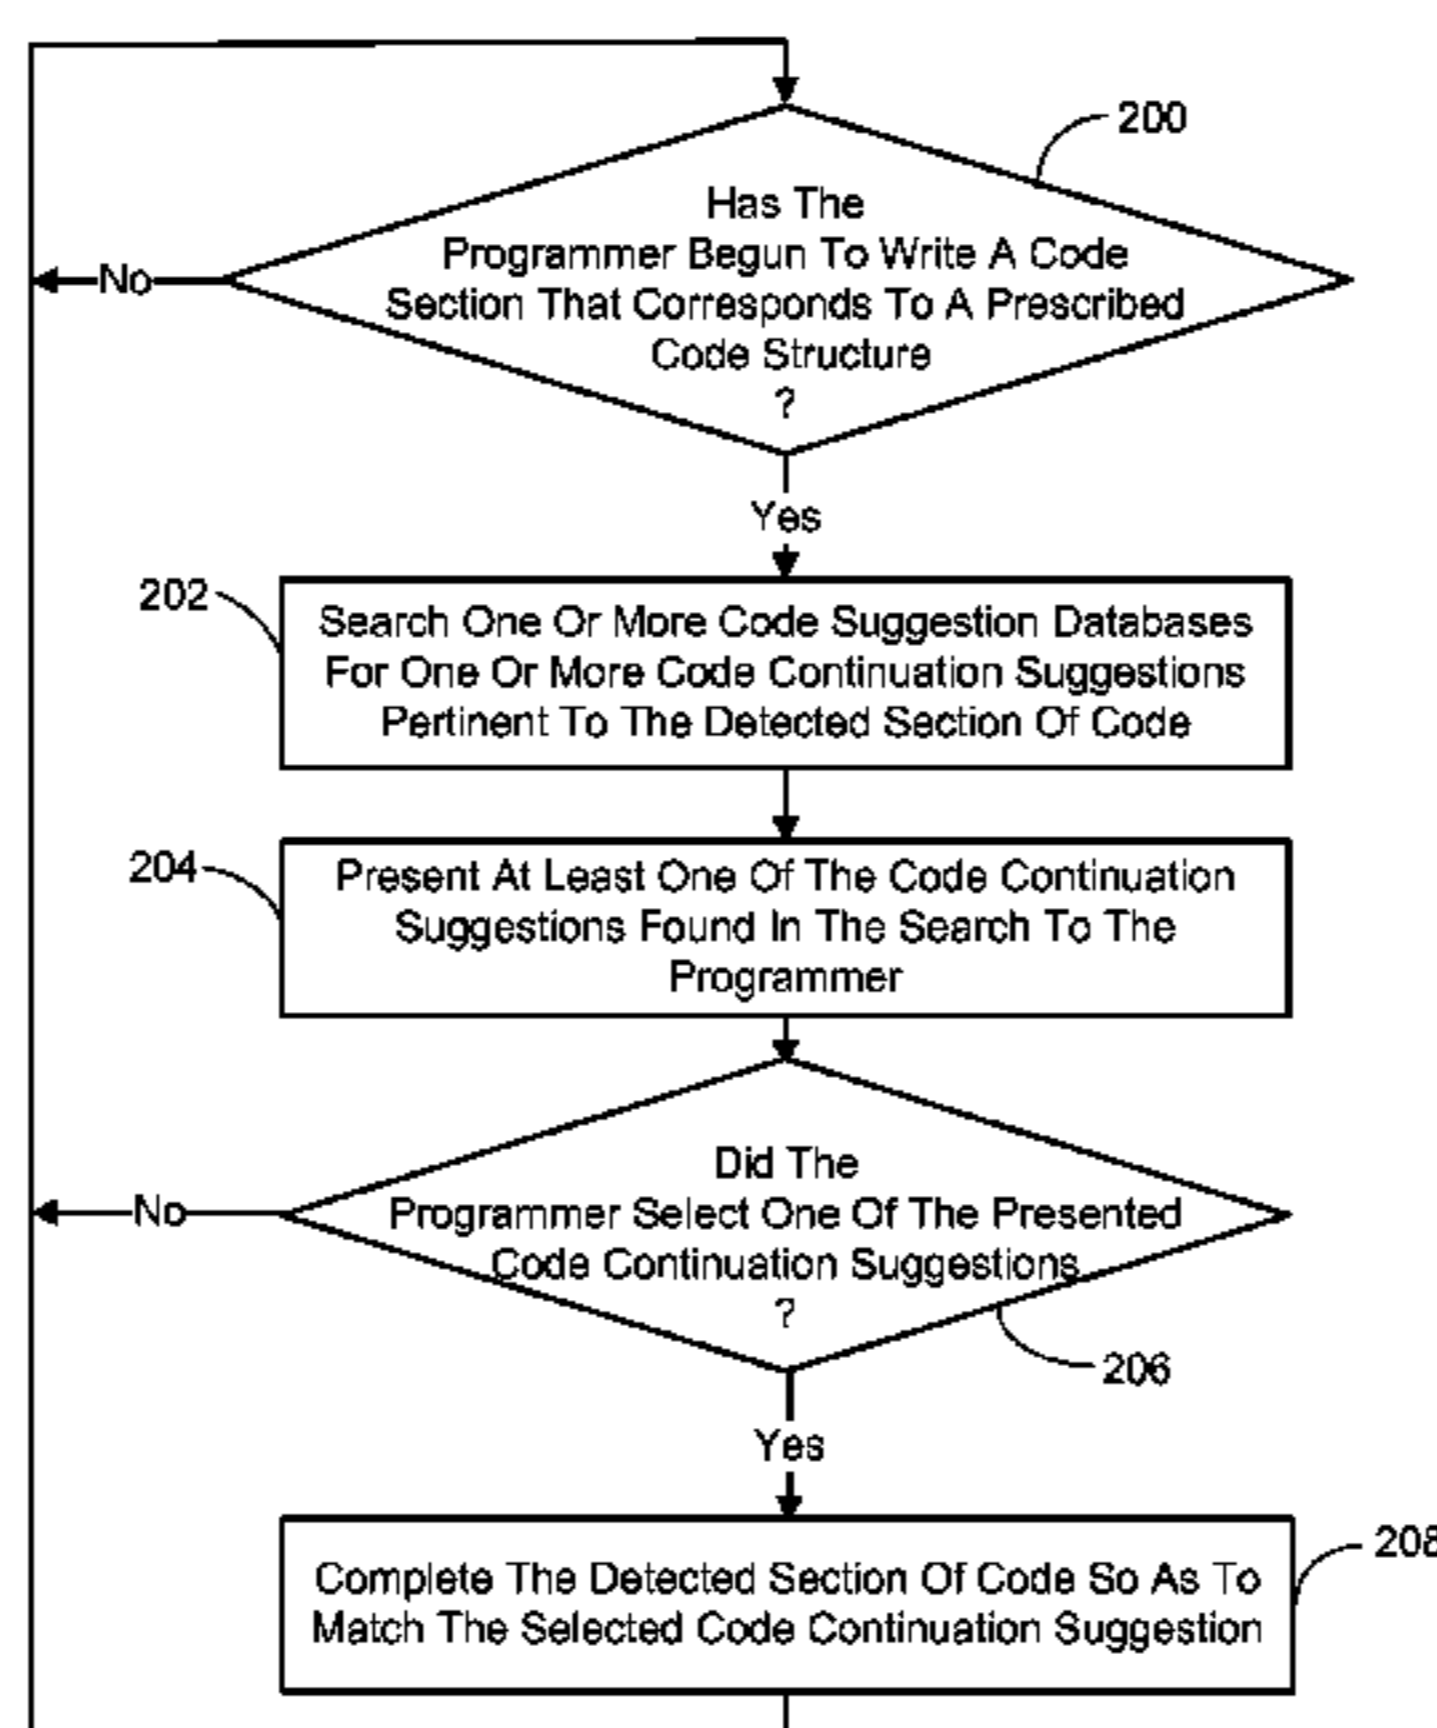 200
Has The
Programmer Begun To Write A Code
Section That Corresponds To A Prescribed
Code Structure
?
No
Yes
202
Search One Or More Code Suggestion Databases
For One Or More Code Continuation Suggestions
Pertinent To The Detected Section Of Code
204
Present At Least One Of The Code Continuation
Suggestions Found In The Search To The
Programmer
Did The
Programmer Select One Of The Presented
Code Continuation Suggestions
?
No
206
Yes
208
Complete The Detected Section Of Code So As To
Match The Selected Code Continuation Suggestion